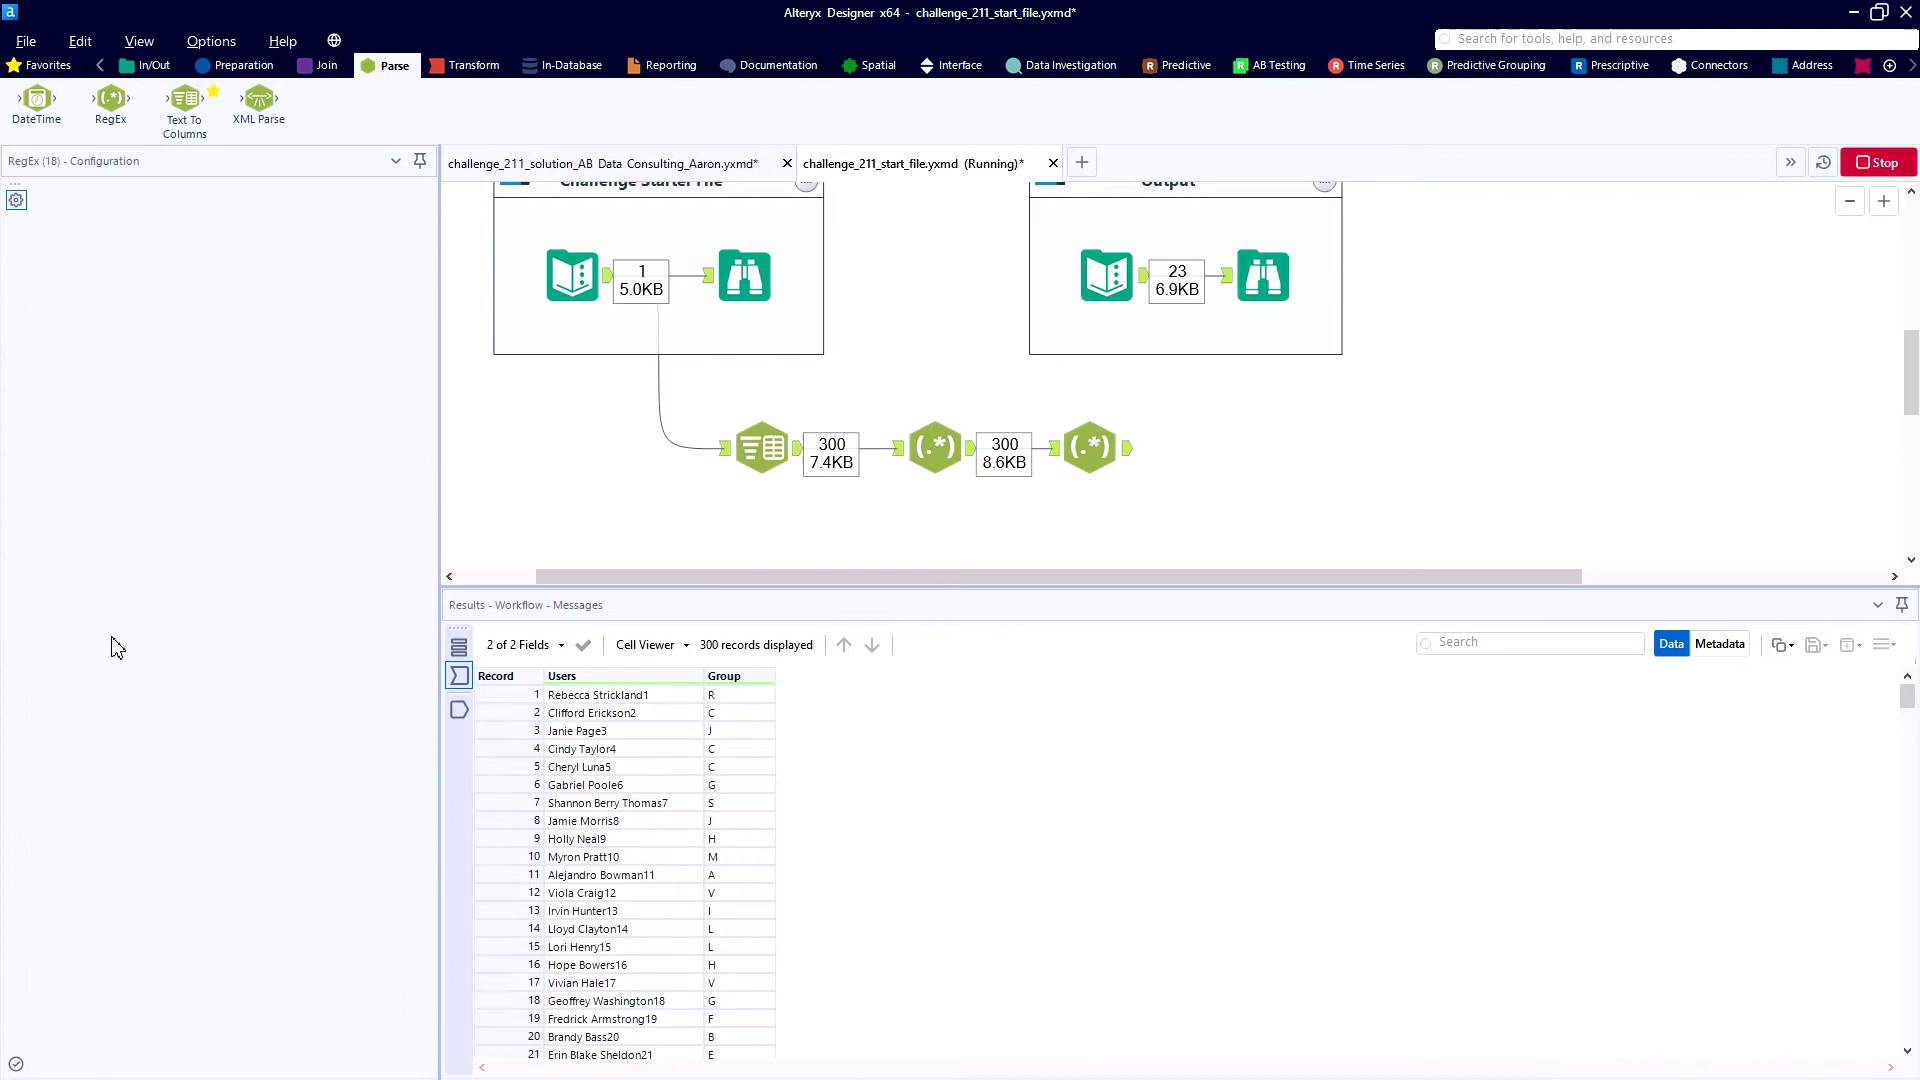 Alteryx Designer x64 - challenge_211_start_file.yxmd*
File Edit View Options Help
Search for tools, help, and resources
Favorites In/Out Preparation Join Parse Transform In-Database Reporting Documentation Spatial Interface Data Investigation Predictive AB Testing Time Series Predictive Grouping Prescriptive Connectors Address
DateTime RegEx Text To Columns XML Parse
RegEx (18) - Configuration
challenge_211_solution_AB Data Consulting_Aaron.yxmd*
challenge_211_start_file.yxmd (Running)*
Stop
Challenge Starter File
Output
1
5.0KB
23
6.9KB
300
7.4KB
(.*)
300
8.6KB
(.*)
Results - Workflow - Messages
2 of 2 Fields Cell Viewer 300 records displayed
Search
Data Metadata
Record Users Group
1 Rebecca Strickland1 R
2 Clifford Erickson2 C
3 Janie Page3 J
4 Cindy Taylor4 C
5 Cheryl Luna5 C
6 Gabriel Poole6 G
7 Shannon Berry Thomas7 S
8 Jamie Morris8 J
9 Holly Neal9 H
10 Myron Pratt10 M
11 Alejandro Bowman11 A
12 Viola Craig12 V
13 Irvin Hunter13 I
14 Lloyd Clayton14 L
15 Lori Henry15 L
16 Hope Bowers16 H
17 Vivian Hale17 V
18 Geoffrey Washington18 G
19 Fredrick Armstrong19 F
20 Brandy Bass20 B
21 Erin Blake Sheldon21 E